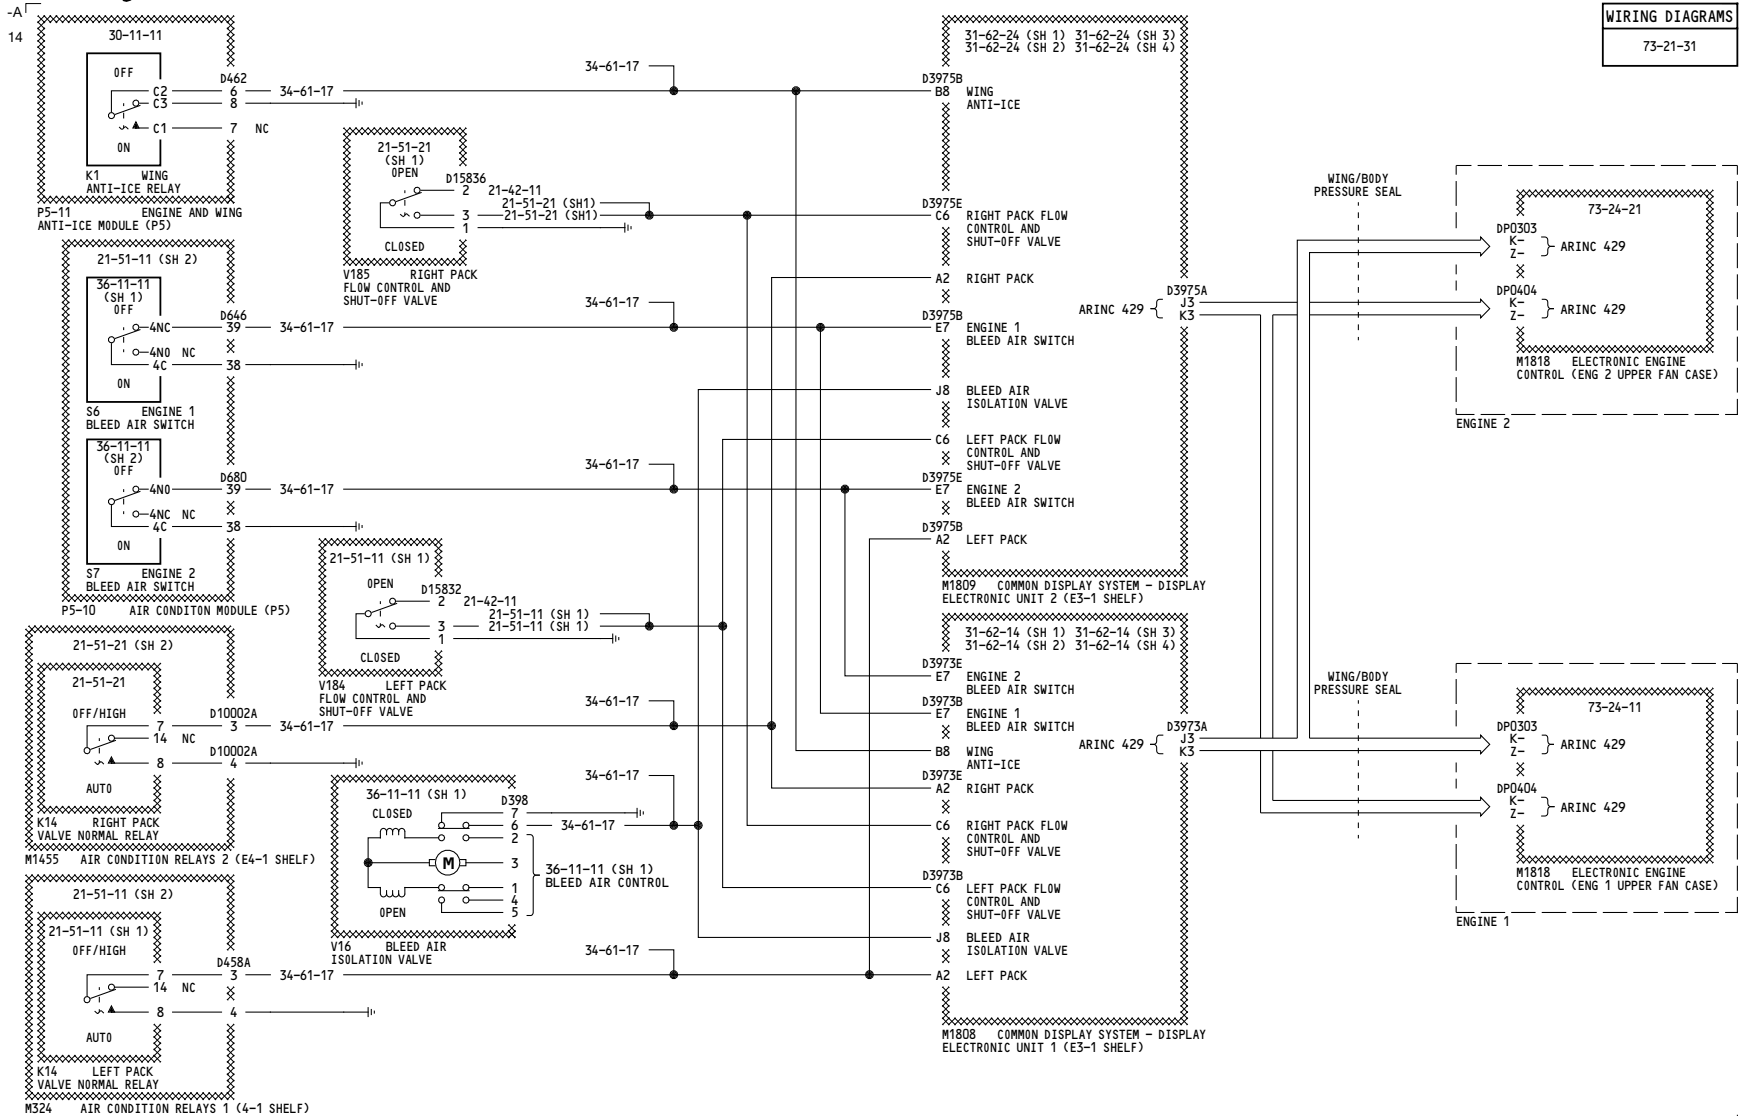 -A
14
WIRING DIAGRAMS
73-21-31
30-11-11
OFF
C2
C3
C1
ON
D462
6
8
7 NC
34-61-17
K1 WING
ANTI-ICE RELAY
P5-11 ENGINE AND WING
ANTI-ICE MODULE (P5)
21-51-11 (SH 2)
36-11-11
(SH 1)
OFF
4NC
4NO NC
4C
ON
D646
39
38
34-61-17
S6 ENGINE 1
BLEED AIR SWITCH
36-11-11
(SH 2)
OFF
4NO
4NC NC
4C
ON
D680
39
38
34-61-17
S7 ENGINE 2
BLEED AIR SWITCH
P5-10 AIR CONDITON MODULE (P5)
21-51-21 (SH 2)
21-51-21
OFF/HIGH
7
14 NC
8
AUTO
D10002A
3
34-61-17
D10002A
4
K14 RIGHT PACK
VALVE NORMAL RELAY
M1455 AIR CONDITION RELAYS 2 (E4-1 SHELF)
21-51-11 (SH 2)
21-51-11 (SH 1)
OFF/HIGH
7
14 NC
8
AUTO
D458A
3
4
34-61-17
K14 LEFT PACK
VALVE NORMAL RELAY
M324 AIR CONDITION RELAYS 1 (4-1 SHELF)
21-51-21
(SH 1)
OPEN
CLOSED
D15836
2 21-42-11
21-51-21 (SH1)
3 21-51-21 (SH1)
1
V185 RIGHT PACK
FLOW CONTROL AND
SHUT-OFF VALVE
21-51-11 (SH 1)
OPEN
CLOSED
D15832
2 21-42-11
21-51-11 (SH 1)
3 21-51-11 (SH 1)
1
V184 LEFT PACK
FLOW CONTROL AND
SHUT-OFF VALVE
36-11-11 (SH 1)
CLOSED
M
OPEN
D398
7
6 34-61-17
2
3
1
4
5
36-11-11 (SH 1)
BLEED AIR CONTROL
V16 BLEED AIR
ISOLATION VALVE
34-61-17
34-61-17
34-61-17
34-61-17
34-61-17
34-61-17
31-62-24 (SH 1) 31-62-24 (SH 3)
31-62-24 (SH 2) 31-62-24 (SH 4)
D3975B
B8 WING
ANTI-ICE
D3975E
C6 RIGHT PACK FLOW
CONTROL AND
SHUT-OFF VALVE
A2 RIGHT PACK
D3975B
E7 ENGINE 1
BLEED AIR SWITCH
J8 BLEED AIR
ISOLATION VALVE
C6 LEFT PACK FLOW
CONTROL AND
SHUT-OFF VALVE
D3975E
E7 ENGINE 2
BLEED AIR SWITCH
D3975B
A2 LEFT PACK
ARINC 429
D3975A
J3
K3
M1809 COMMON DISPLAY SYSTEM - DISPLAY
ELECTRONIC UNIT 2 (E3-1 SHELF)
31-62-14 (SH 1) 31-62-14 (SH 3)
31-62-14 (SH 2) 31-62-14 (SH 4)
D3973E
E7 ENGINE 2
BLEED AIR SWITCH
D3973B
E7 ENGINE 1
BLEED AIR SWITCH
B8 WING
ANTI-ICE
D3973E
A2 RIGHT PACK
C6 RIGHT PACK FLOW
CONTROL AND
SHUT-OFF VALVE
D3973B
C6 LEFT PACK FLOW
CONTROL AND
SHUT-OFF VALVE
J8 BLEED AIR
ISOLATION VALVE
A2 LEFT PACK
ARINC 429
D3973A
J3
K3
M1808 COMMON DISPLAY SYSTEM - DISPLAY
ELECTRONIC UNIT 1 (E3-1 SHELF)
WING/BODY
PRESSURE SEAL
73-24-21
DP0303
K-
Z-
ARINC 429
DP0404
K-
Z-
ARINC 429
M1818 ELECTRONIC ENGINE
CONTROL (ENG 2 UPPER FAN CASE)
ENGINE 2
WING/BODY
PRESSURE SEAL
73-24-11
DP0303
K-
Z-
ARINC 429
DP0404
K-
Z-
ARINC 429
M1818 ELECTRONIC ENGINE
CONTROL (ENG 1 UPPER FAN CASE)
ENGINE 1